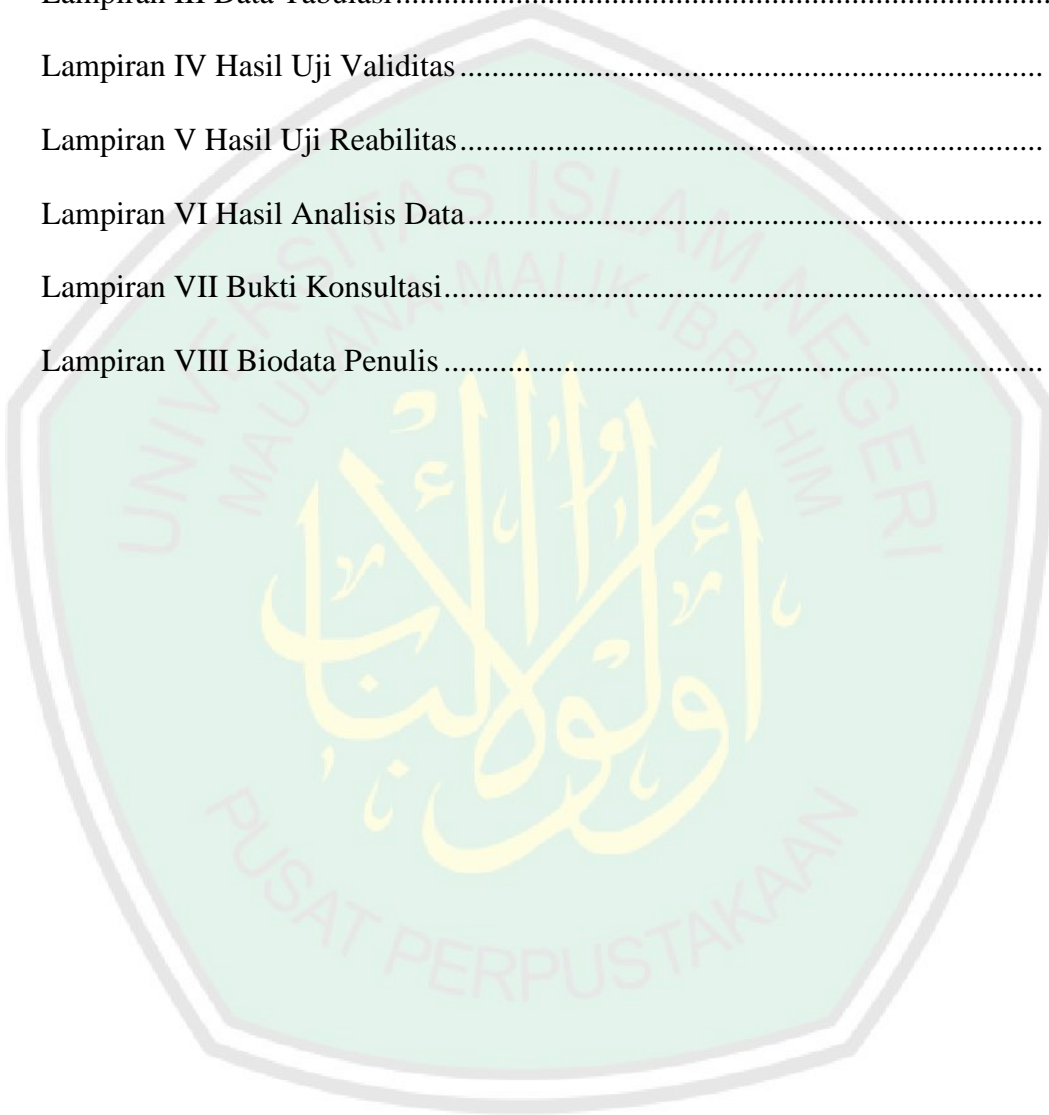 Lampiran III Data Tabulasi
Lampiran IV Hasil Uji Validitas
Lampiran V Hasil Uji Reabilitas
Lampiran VI Hasil Analisis Data
Lampiran VII Bukti Konsultasi
Lampiran VIII Biodata Penulis
UNIVERSITAS ISLAM NEGERI
MAULANA MALIK IBRAHIM
أولوا الألباب
PUSAT PERPUSTAKAAN